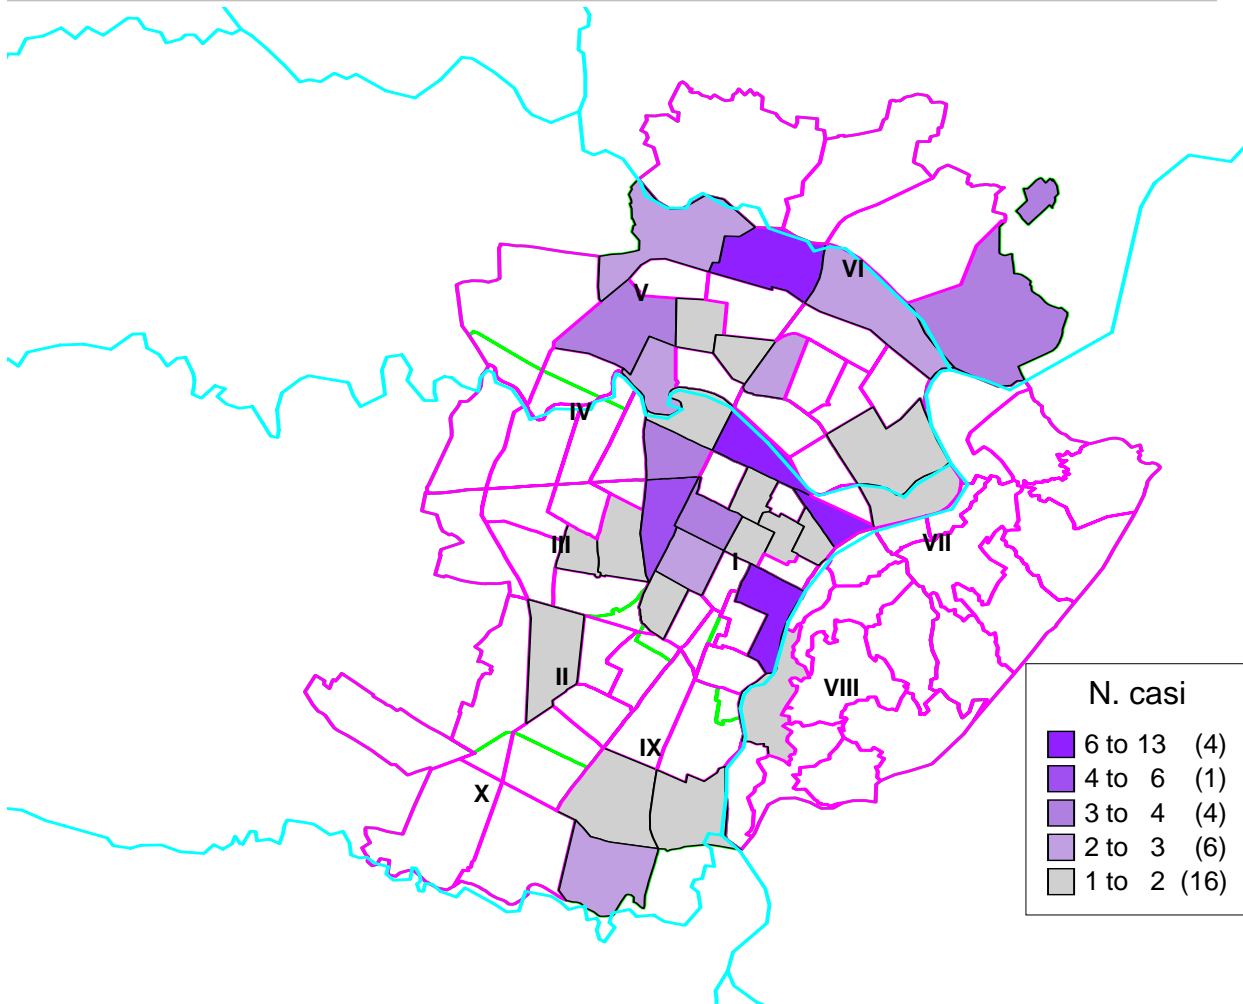 VI
V
IV
III
I
VII
II
VIII
IX
X
N. casi
6 to 13 (4)
4 to 6 (1)
3 to 4 (4)
2 to 3 (6)
1 to 2 (16)